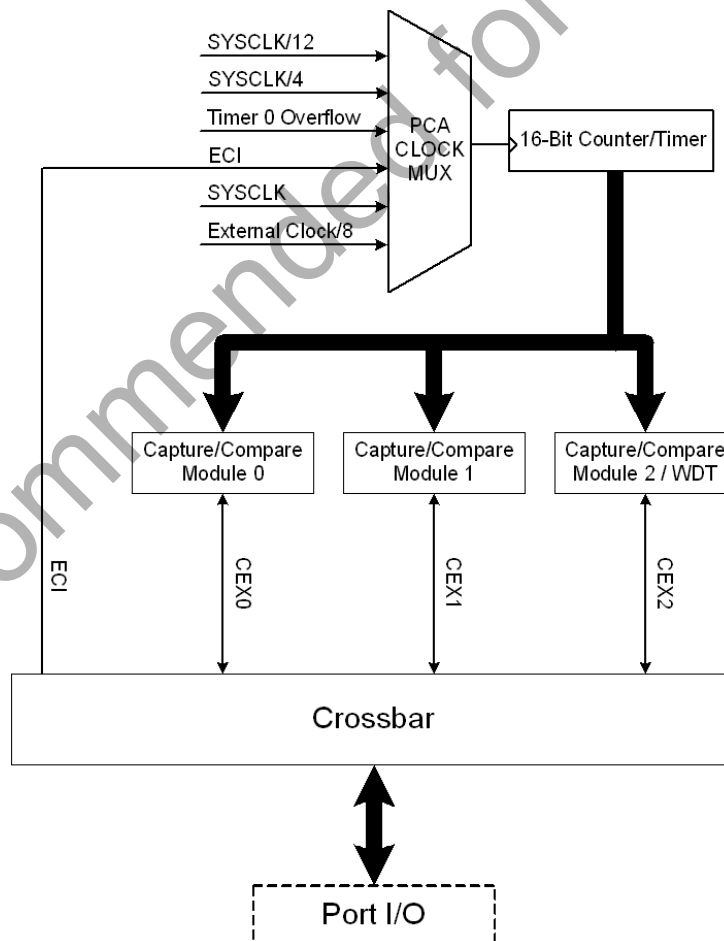 SYSCLK/12
SYSCLK/4
Timer 0 Overflow
ECI
SYSCLK
External Clock/8
PCA
CLOCK
MUX
16-Bit Counter/Timer
Capture/Compare
Module 0
Capture/Compare
Module 1
Capture/Compare
Module 2 / WDT
ECI
CEX0
CEX1
CEX2
Crossbar
Port I/O
ommended for